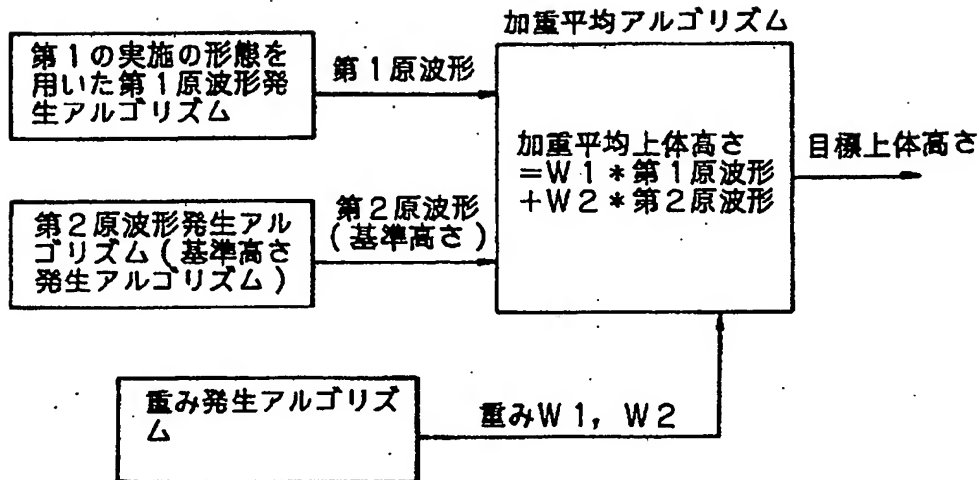 加重平均アルゴリズム
第1の実施の形態を
用いた第1原波形発
生アルゴリズム
第1原波形
加重平均上体高さ
=W1*第1原波形
+W2*第2原波形
目標上体高さ
第2原波形発生アル
ゴリズム(基準高さ
発生アルゴリズム)
第2原波形
(基準高さ)
重み発生アルゴリズ
ム
重みW1, W2